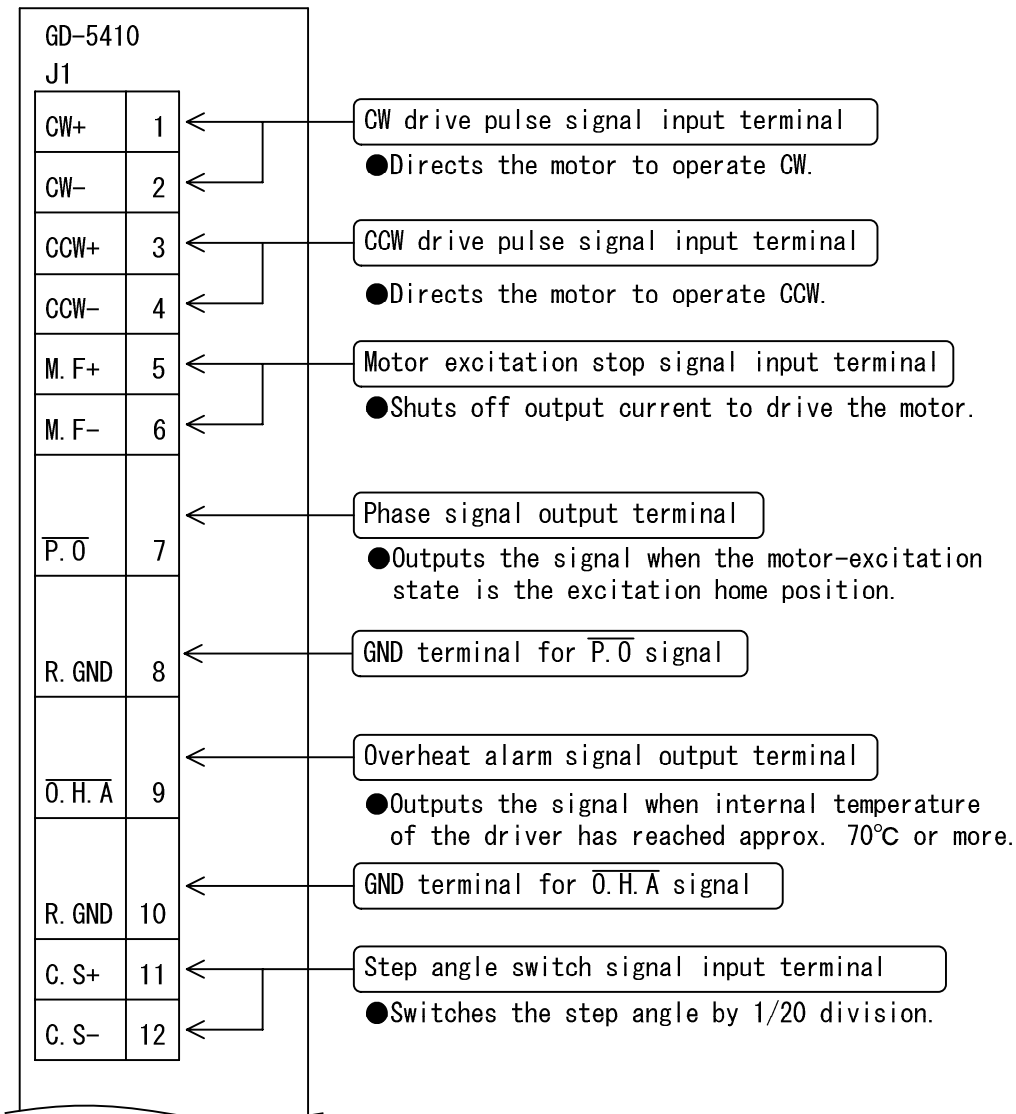 GD-5410
J1
CW+ 1
CW drive pulse signal input terminal
●Directs the motor to operate CW.
CW- 2
CCW+ 3
CCW drive pulse signal input terminal
●Directs the motor to operate CCW.
CCW- 4
M.F+ 5
Motor excitation stop signal input terminal
●Shuts off output current to drive the motor.
M.F- 6
Phase signal output terminal
P.O 7
●Outputs the signal when the motor-excitation
state is the excitation home position.
R.GND 8
GND terminal for P.O signal
Overheat alarm signal output terminal
O.H.A 9
●Outputs the signal when internal temperature
of the driver has reached approx. 70℃ or more.
GND terminal for O.H.A signal
R.GND 10
C.S+ 11
Step angle switch signal input terminal
●Switches the step angle by 1/20 division.
C.S- 12